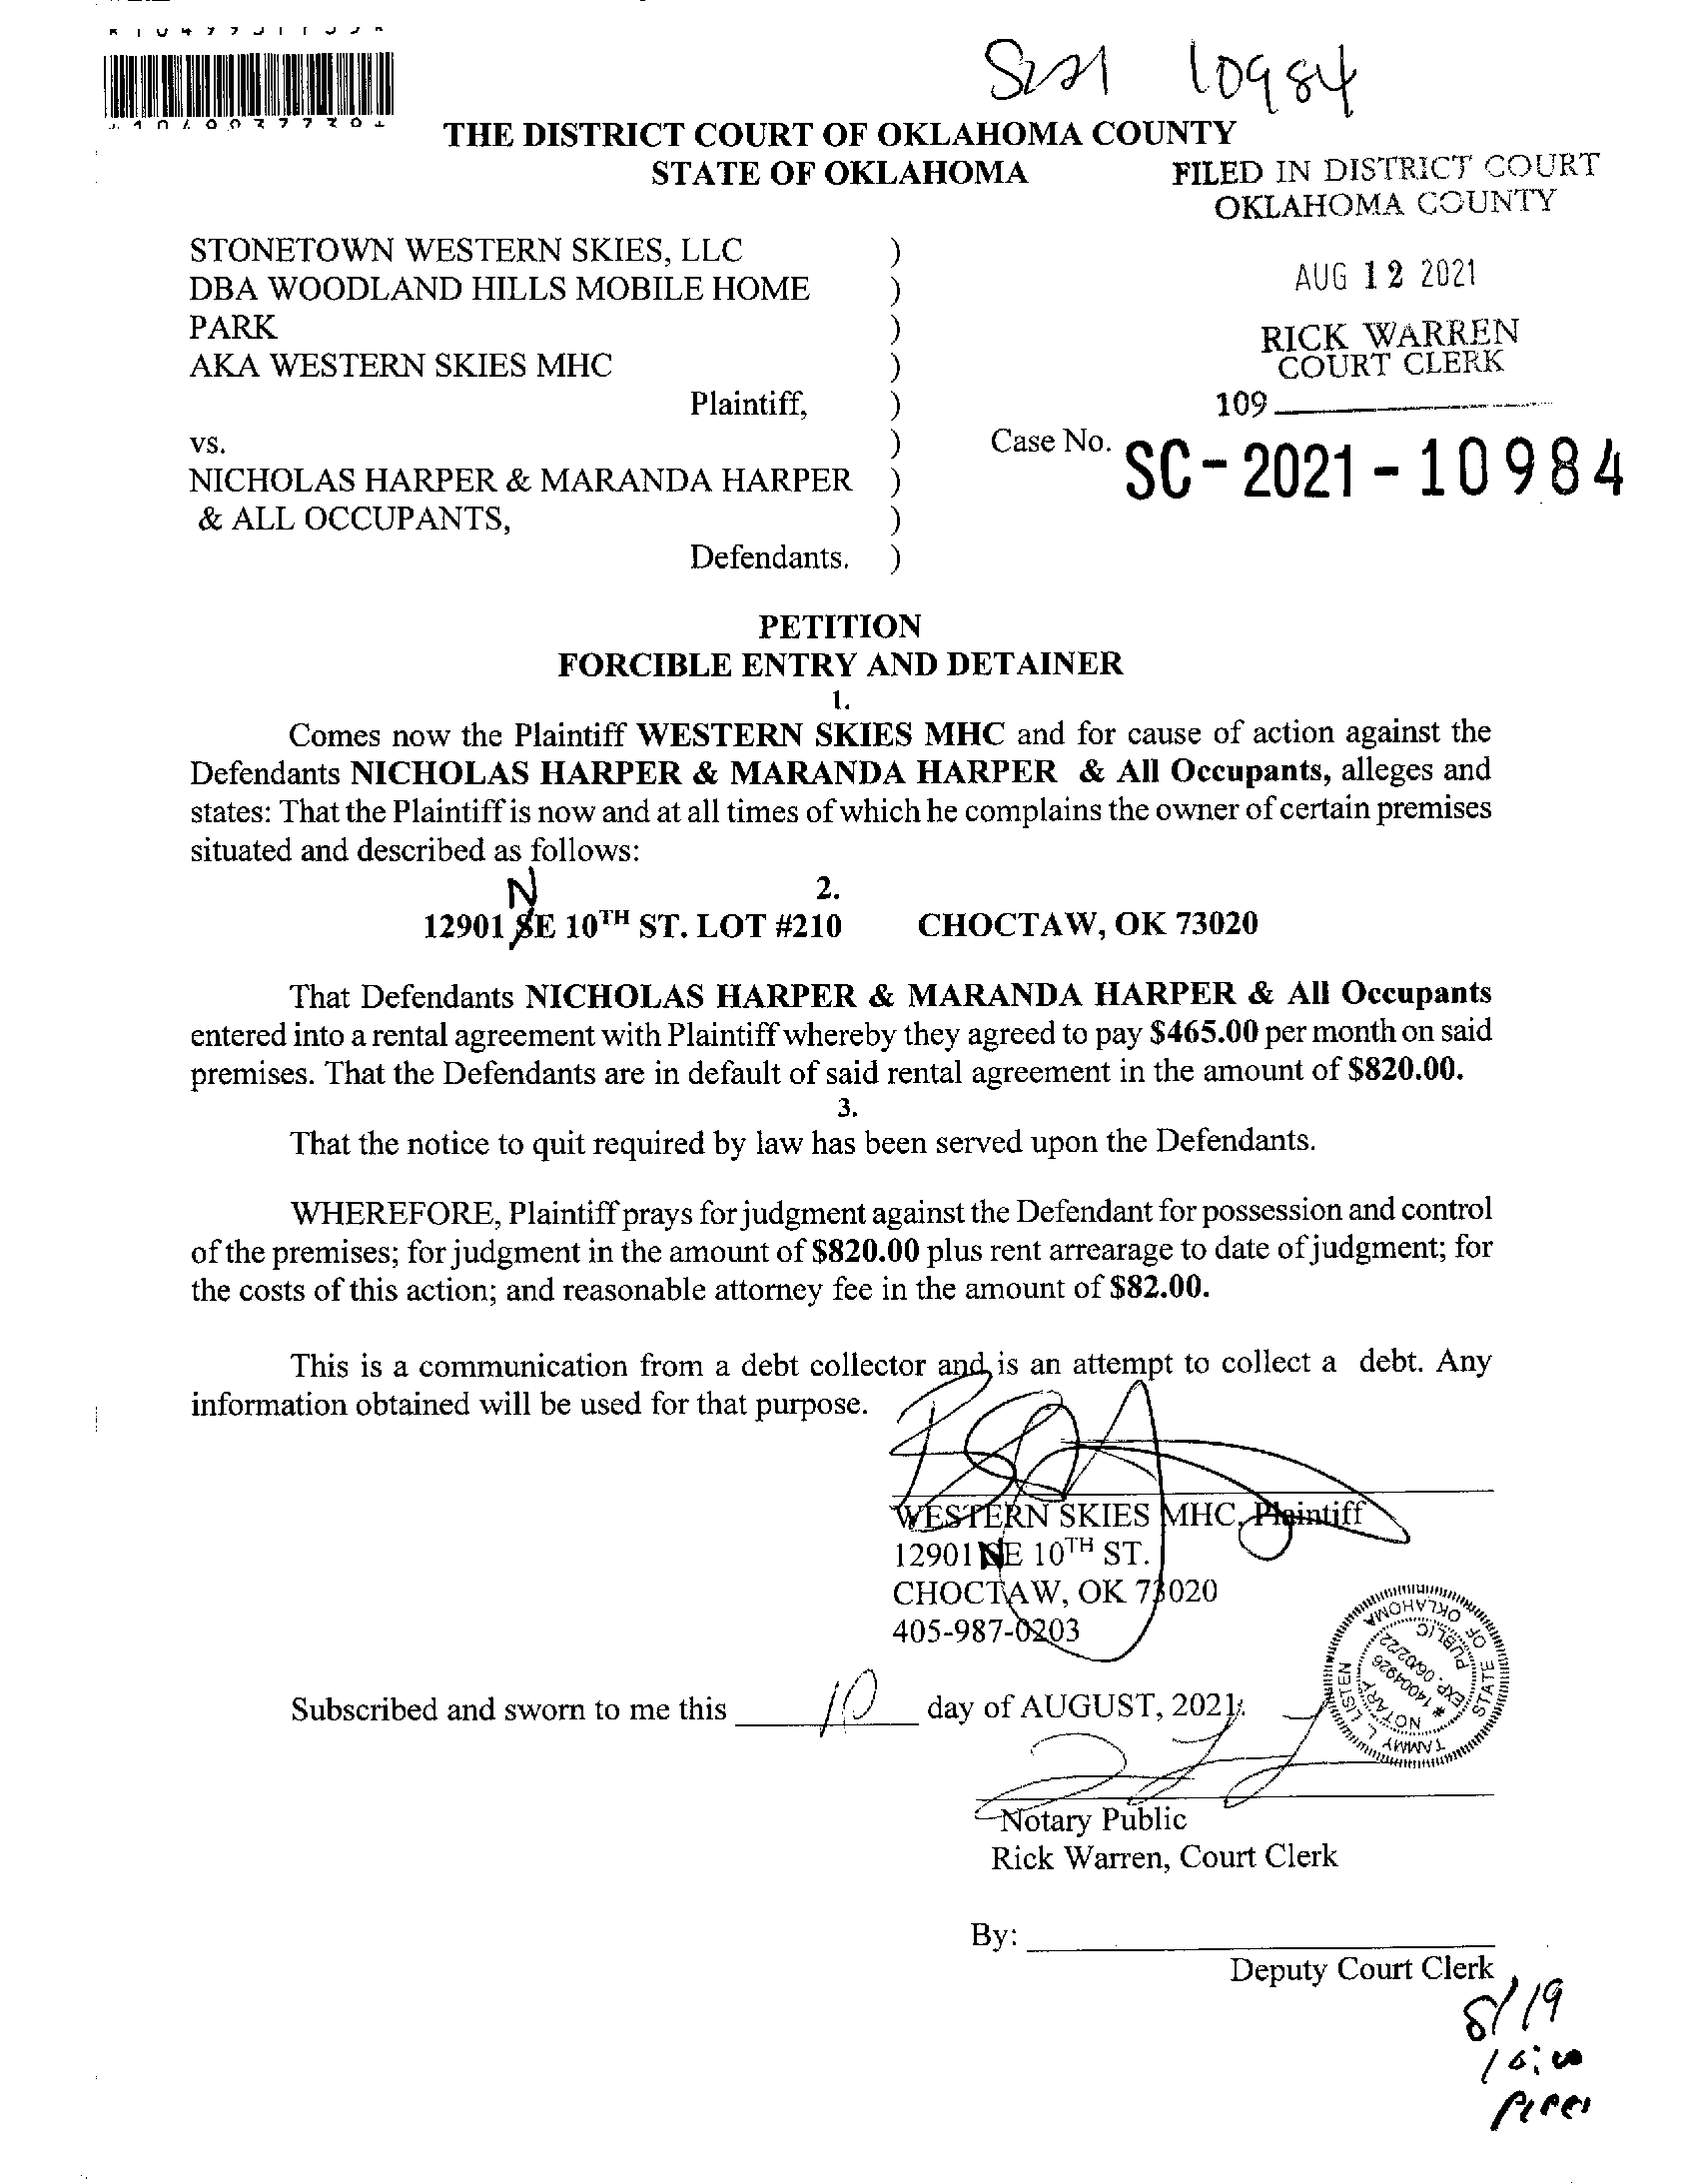 10984
THE DISTRICT COURT OF OKLAHOMA COUNTY
STATE OF OKLAHOMA
FILED IN DISTRICT COURT
OKLAHOMA COUNTY
AUG 12 2021
RICK WARREN
COURT CLERK
109
STONETOWN WESTERN SKIES, LLC )
DBA WOODLAND HILLS MOBILE HOME )
PARK )
AKA WESTERN SKIES MHC )
Plaintiff, )
vs. )
Case No. SC-2021-10984
NICHOLAS HARPER & MARANDA HARPER )
& ALL OCCUPANTS, )
Defendants. )
PETITION
FORCIBLE ENTRY AND DETAINER
1.
Comes now the Plaintiff WESTERN SKIES MHC and for cause of action against the
Defendants NICHOLAS HARPER & MARANDA HARPER & All Occupants, alleges and
states: That the Plaintiff is now and at all times of which he complains the owner of certain premises
situated and described as follows:
2.
12901 NE 10TH ST. LOT #210 CHOCTAW, OK 73020
That Defendants NICHOLAS HARPER & MARANDA HARPER & All Occupants
entered into a rental agreement with Plaintiff whereby they agreed to pay $465.00 per month on said
premises. That the Defendants are in default of said rental agreement in the amount of $820.00.
3.
That the notice to quit required by law has been served upon the Defendants.
WHEREFORE, Plaintiff prays for judgment against the Defendant for possession and control
of the premises; for judgment in the amount of $820.00 plus rent arrearage to date of judgment; for
the costs of this action; and reasonable attorney fee in the amount of $82.00.
This is a communication from a debt collector and is an attempt to collect a debt. Any
information obtained will be used for that purpose.
WESTERN SKIES MHC, Plaintiff
12901 NE 10TH ST.
CHOCTAW, OK 73020
405-987-0203
TAMMY L. LISTEN
STATE OF OKLAHOMA
NOTARY PUBLIC
# 14004926
EXP. 06/02/22
Subscribed and sworn to me this 10 day of AUGUST, 2021.
Notary Public
Rick Warren, Court Clerk
By:
Deputy Court Clerk
8/19